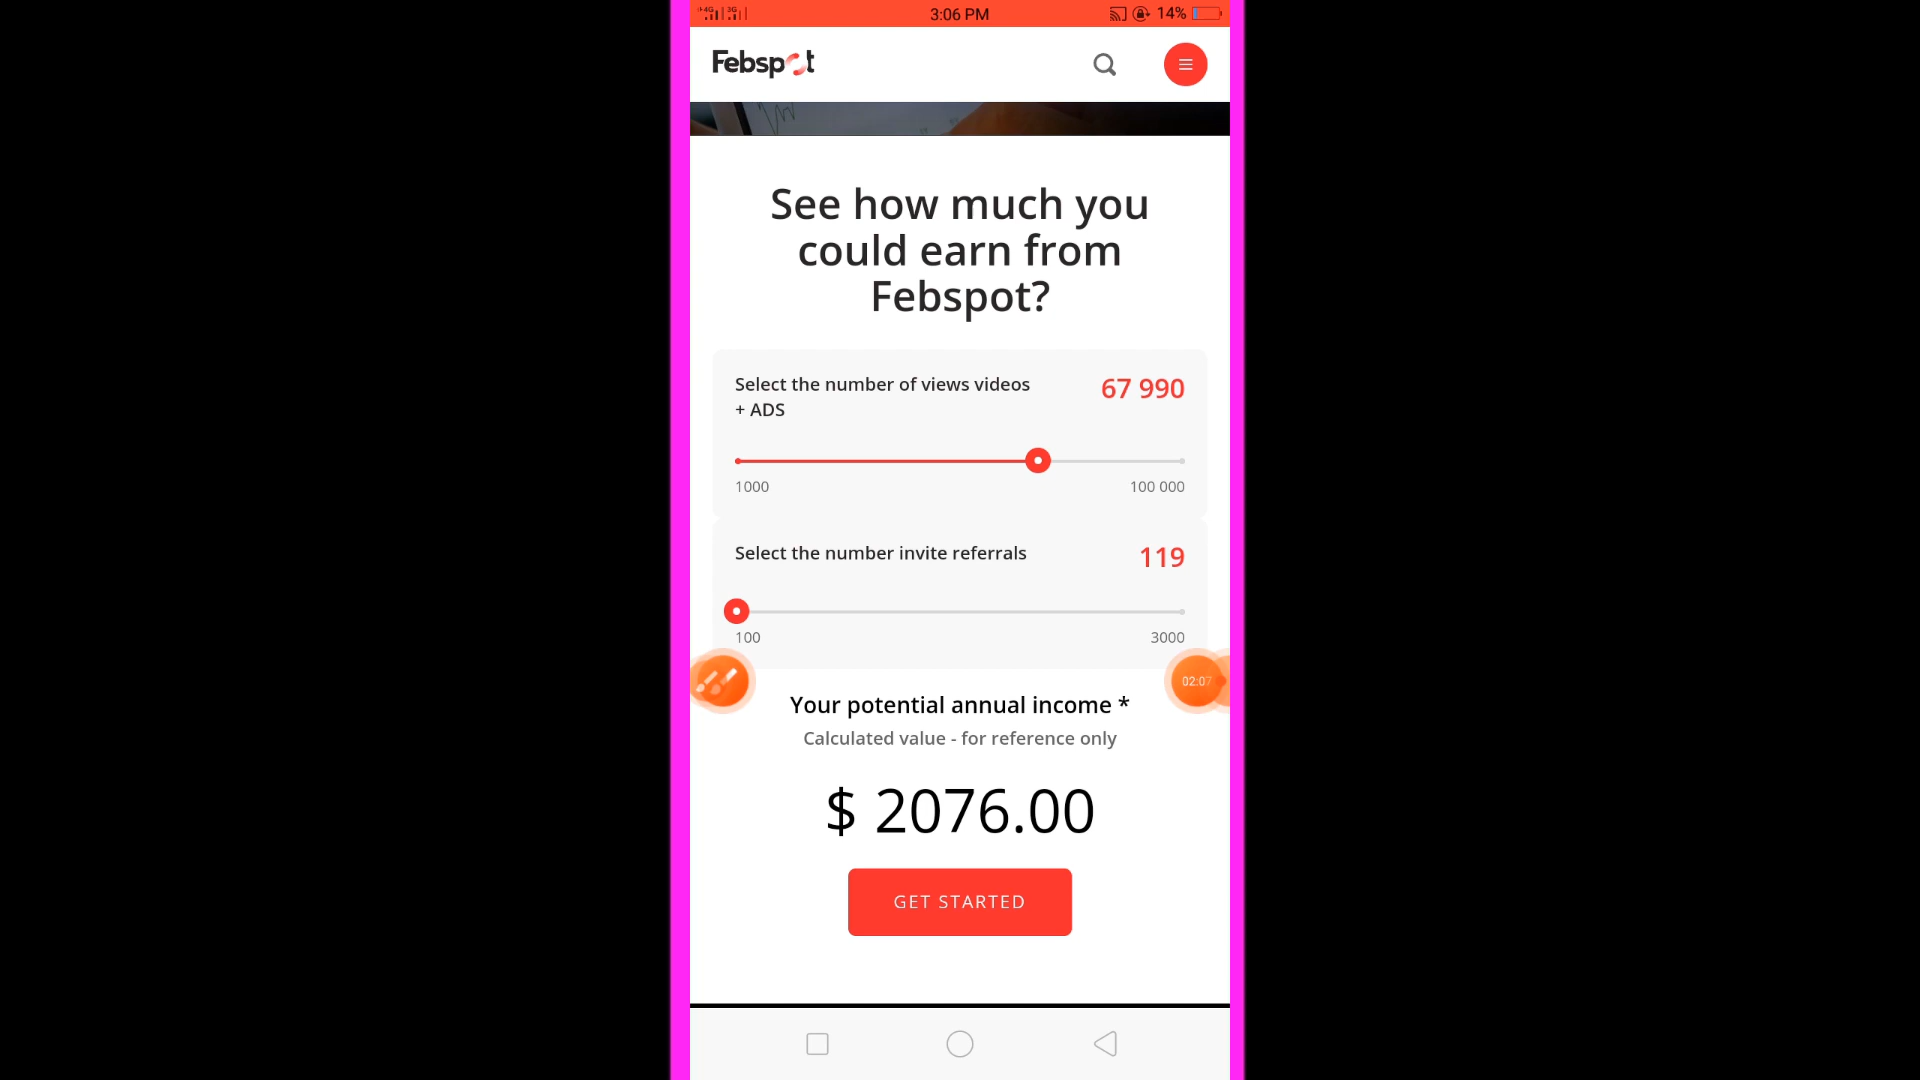 4G 3G 3:06 PM 14%
Febspot
See how much you
could earn from
Febspot?
Select the number of views videos
+ ADS
67 990
1000 100 000
Select the number invite referrals 119
100 3000
02:07
Your potential annual income *
Calculated value - for reference only
$ 2076.00
GET STARTED